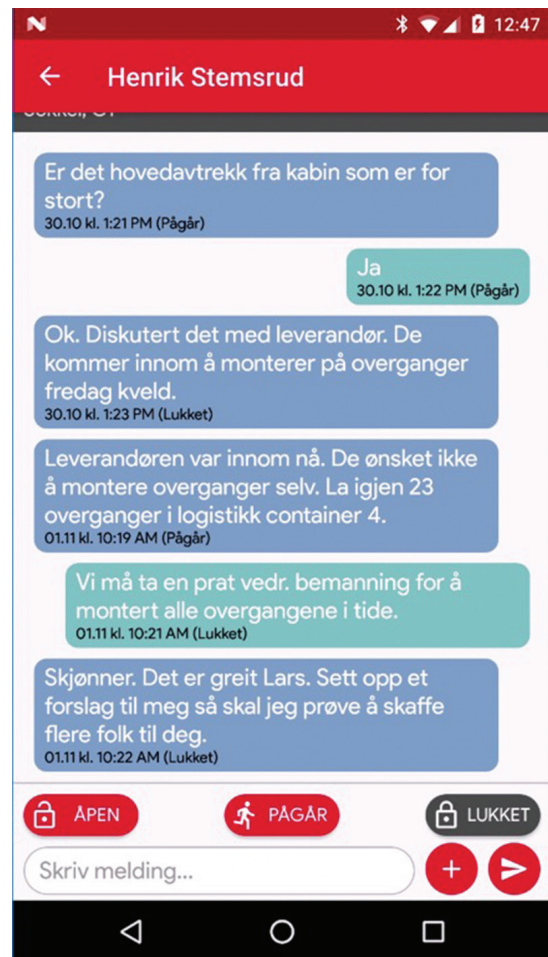 12:47
Henrik Stemsrud
Er det hovedavtrekk fra kabin som er for
stort?
30.10 kl. 1:21 PM (Pågår)
Ja
30.10 kl. 1:22 PM (Pågår)
Ok. Diskutert det med leverandør. De
kommer innom å monterer på overganger
fredag kveld.
30.10 kl. 1:23 PM (Lukket)
Leverandøren var innom nå. De ønsket ikke
å montere overganger selv. La igjen 23
overganger i logistikk container 4.
01.11 kl. 10:19 AM (Pågår)
Vi må ta en prat vedr. bemanning for å
montert alle overgangene i tide.
01.11 kl. 10:21 AM (Lukket)
Skjønner. Det er greit Lars. Sett opp et
forslag til meg så skal jeg prøve å skaffe
flere folk til deg.
01.11 kl. 10:22 AM (Lukket)
ÅPEN PÅGÅR LUKKET
Skriv melding...